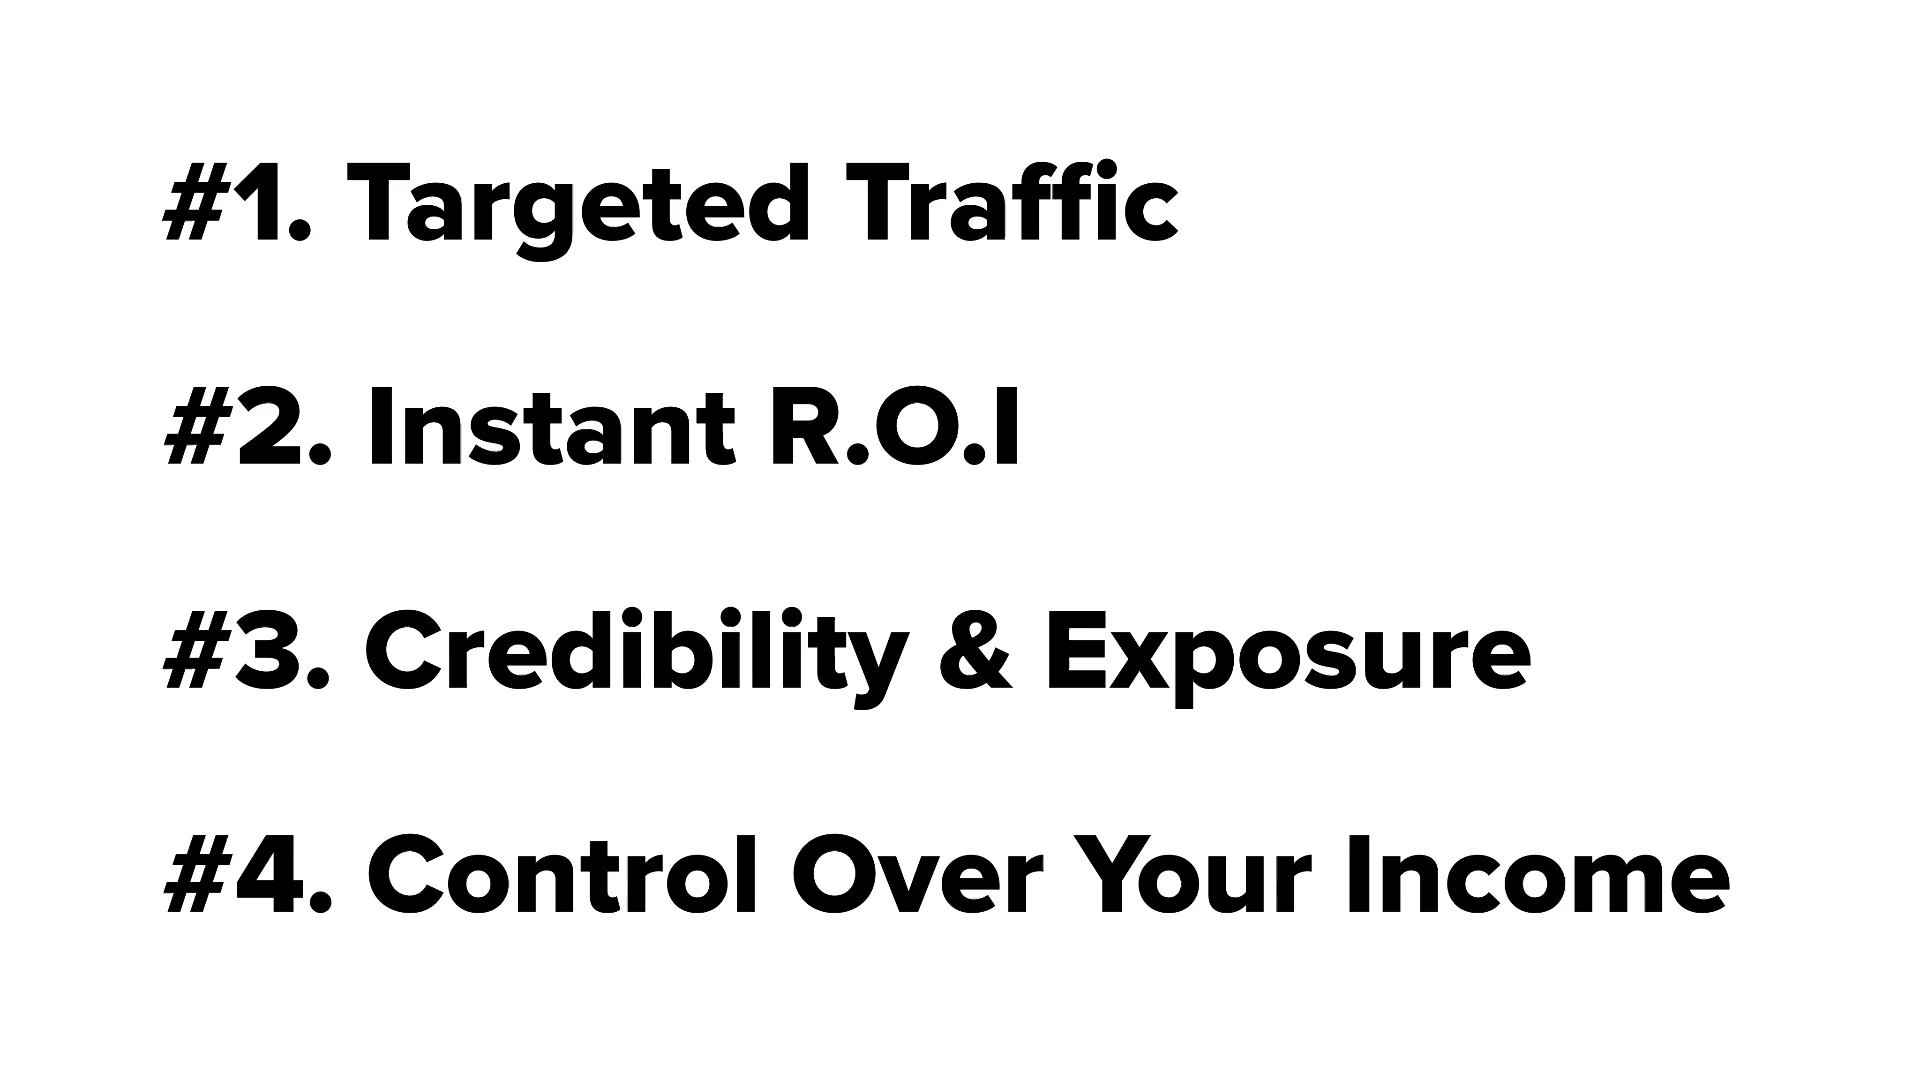 #1. Targeted Traffic
#2. Instant R.O.I
#3. Credibility & Exposure
#4. Control Over Your Income